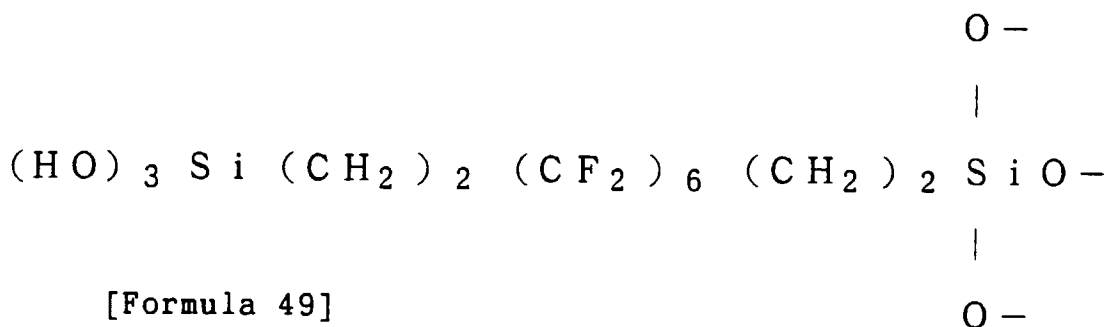 O –
|
(HO)₃Si(CH₂)₂(CF₂)₆(CH₂)₂SiO–
|
[Formula 49]
O –